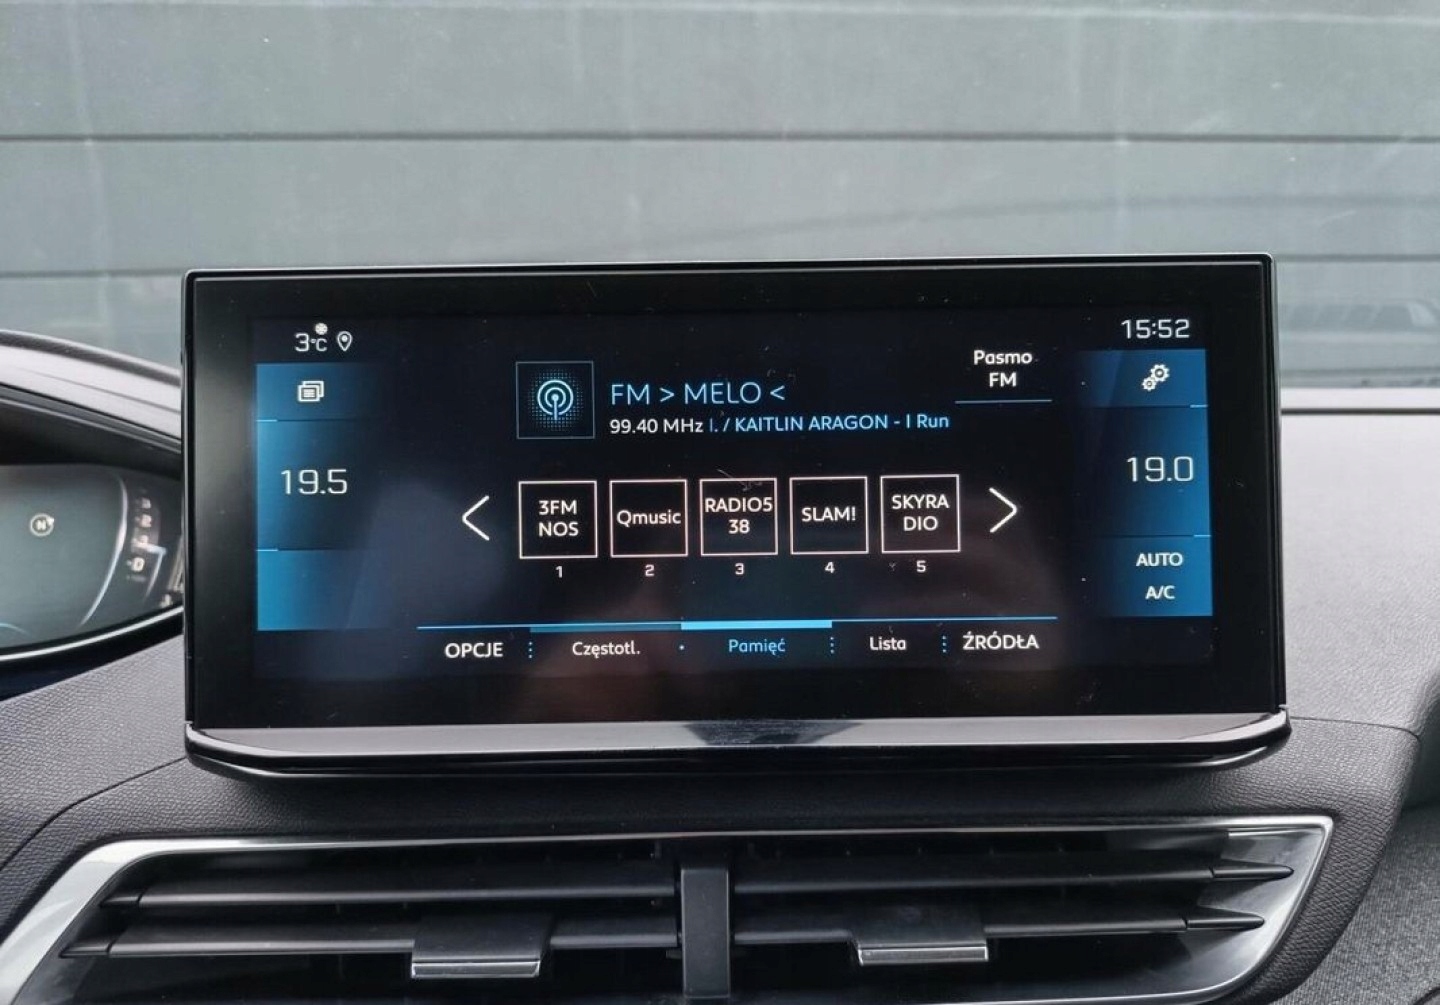 3°C
15:52
Pasmo
FM
FM > MELO <
99.40 MHz I. / KAITLIN ARAGON - I Run
19.5
19.0
3FM
NOS
Qmusic
RADIO5
38
SLAM!
SKYRA
DIO
1
2
3
4
5
AUTO
A/C
OPCJE
Częstotl.
Pamięć
Lista
ŹRÓDŁA
N
D